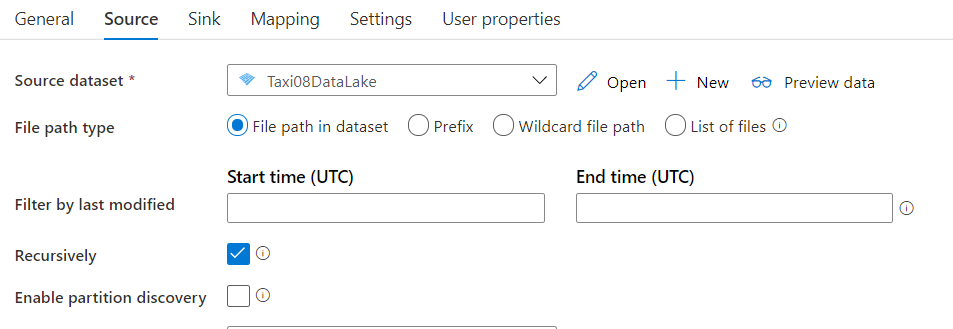 General Source Sink Mapping Settings User properties
Source dataset * Taxi08DataLake Open New Preview data
File path type File path in dataset Prefix Wildcard file path List of files
Start time (UTC) End time (UTC)
Filter by last modified
Recursively
Enable partition discovery